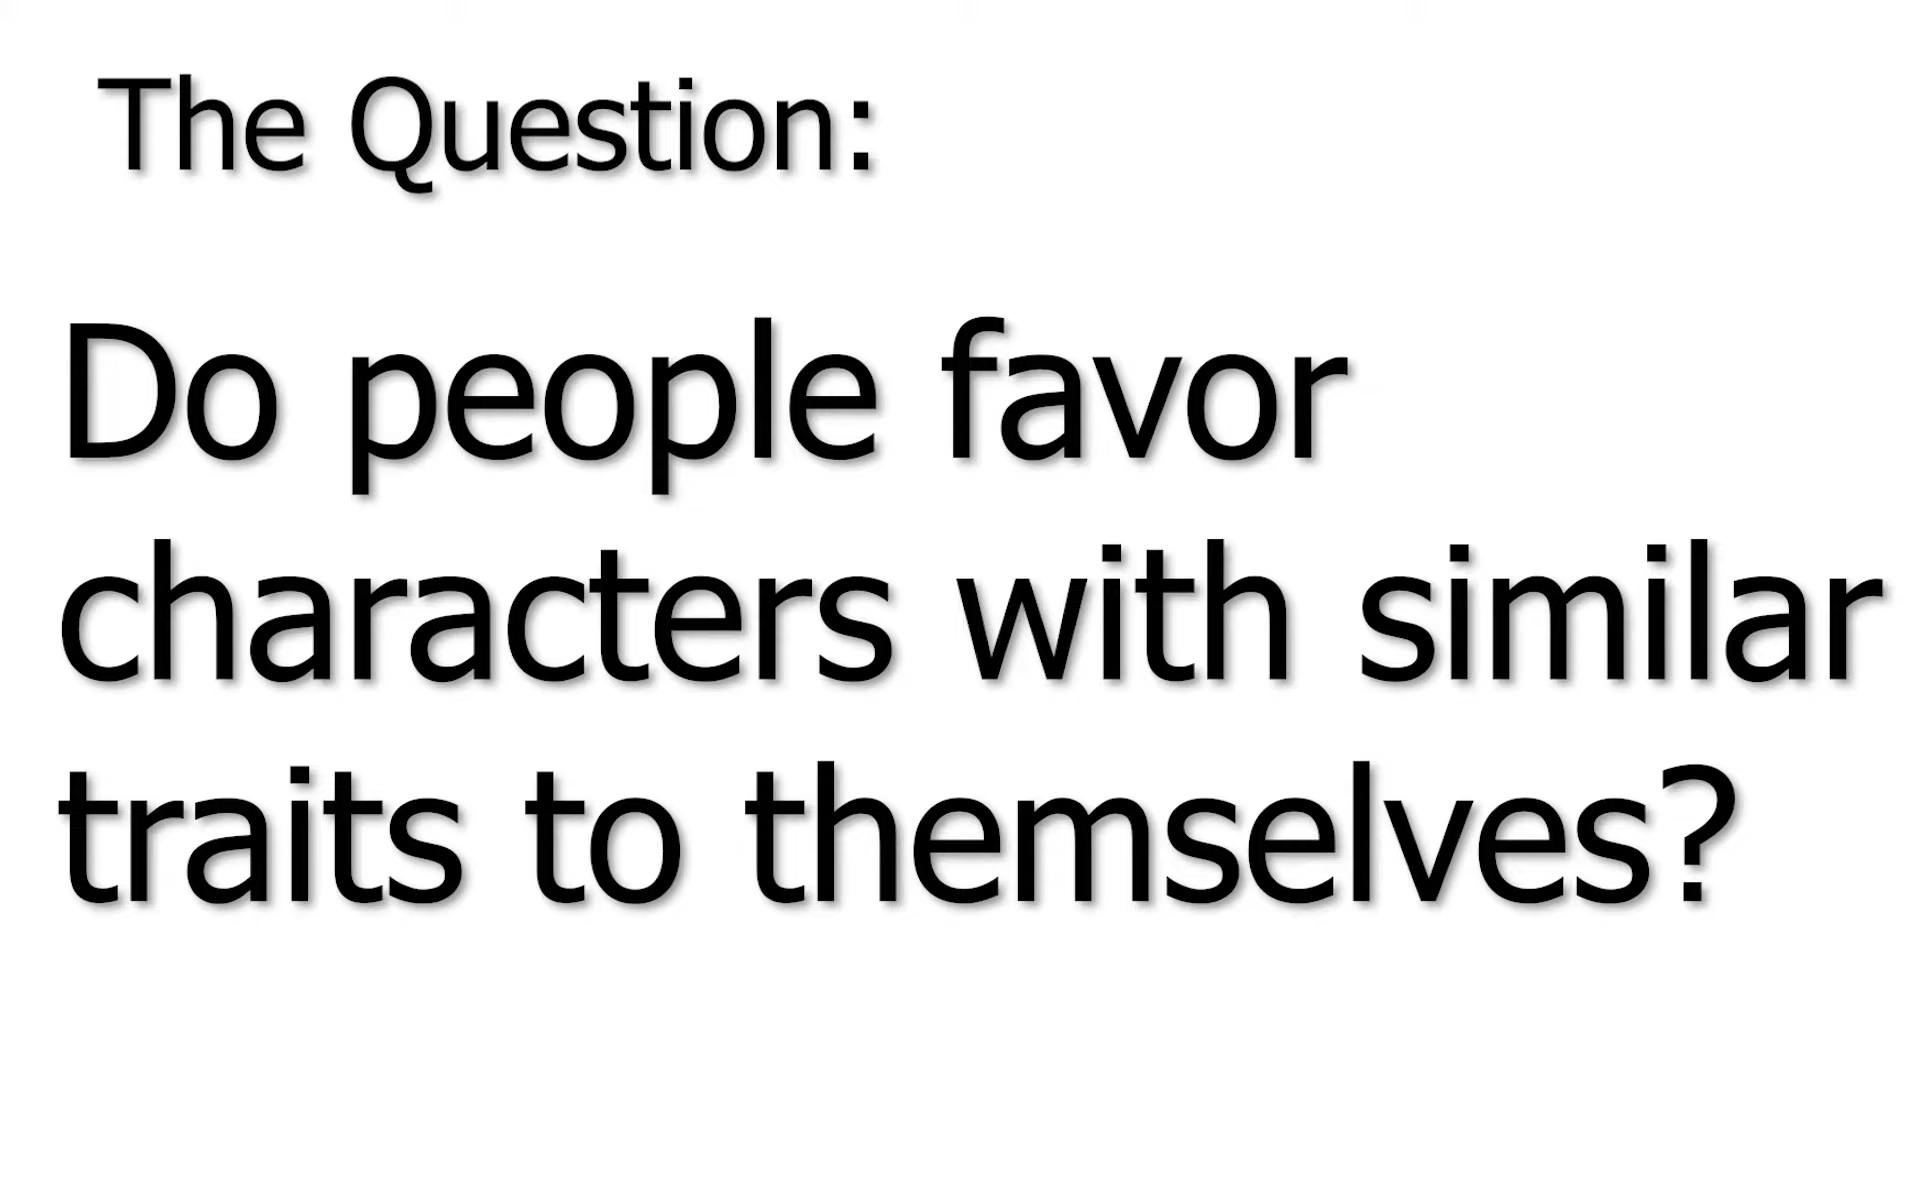 The Question:
Do people favor
characters with similar
traits to themselves?